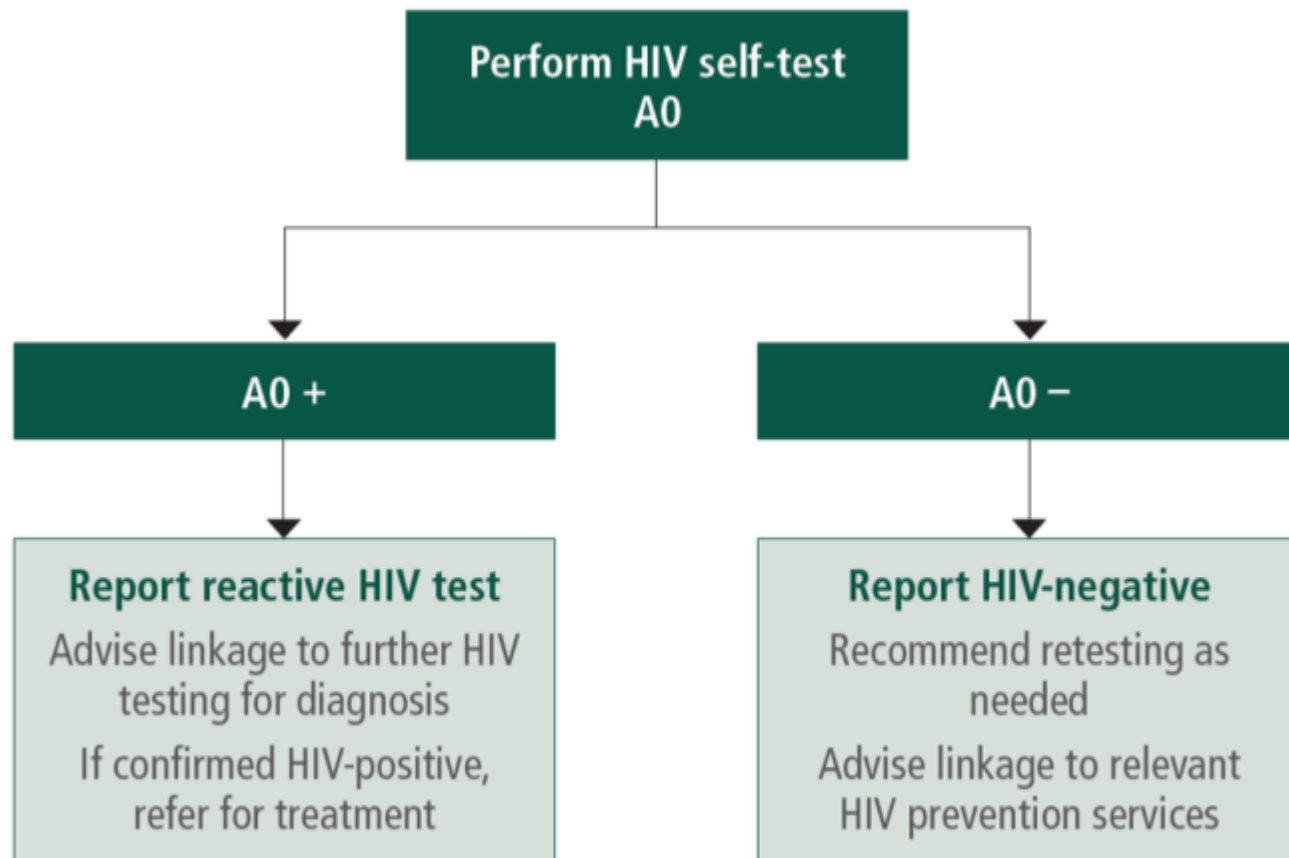 Perform HIV self-test
A0
A0 +
A0 –
Report reactive HIV test
Advise linkage to further HIV
testing for diagnosis
If confirmed HIV-positive,
refer for treatment
Report HIV-negative
Recommend retesting as
needed
Advise linkage to relevant
HIV prevention services